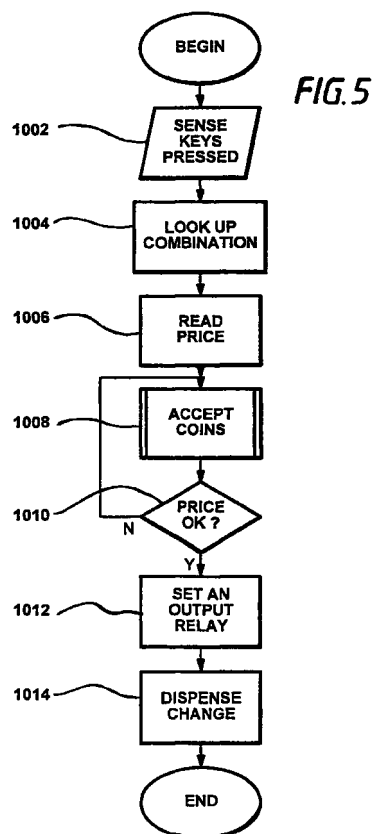 BEGIN
FIG.5
1002
SENSE
KEYS
PRESSED
1004
LOOK UP
COMBINATION
1006
READ
PRICE
1008
ACCEPT
COINS
1010
PRICE
OK ?
N
Y
1012
SET AN
OUTPUT
RELAY
1014
DISPENSE
CHANGE
END